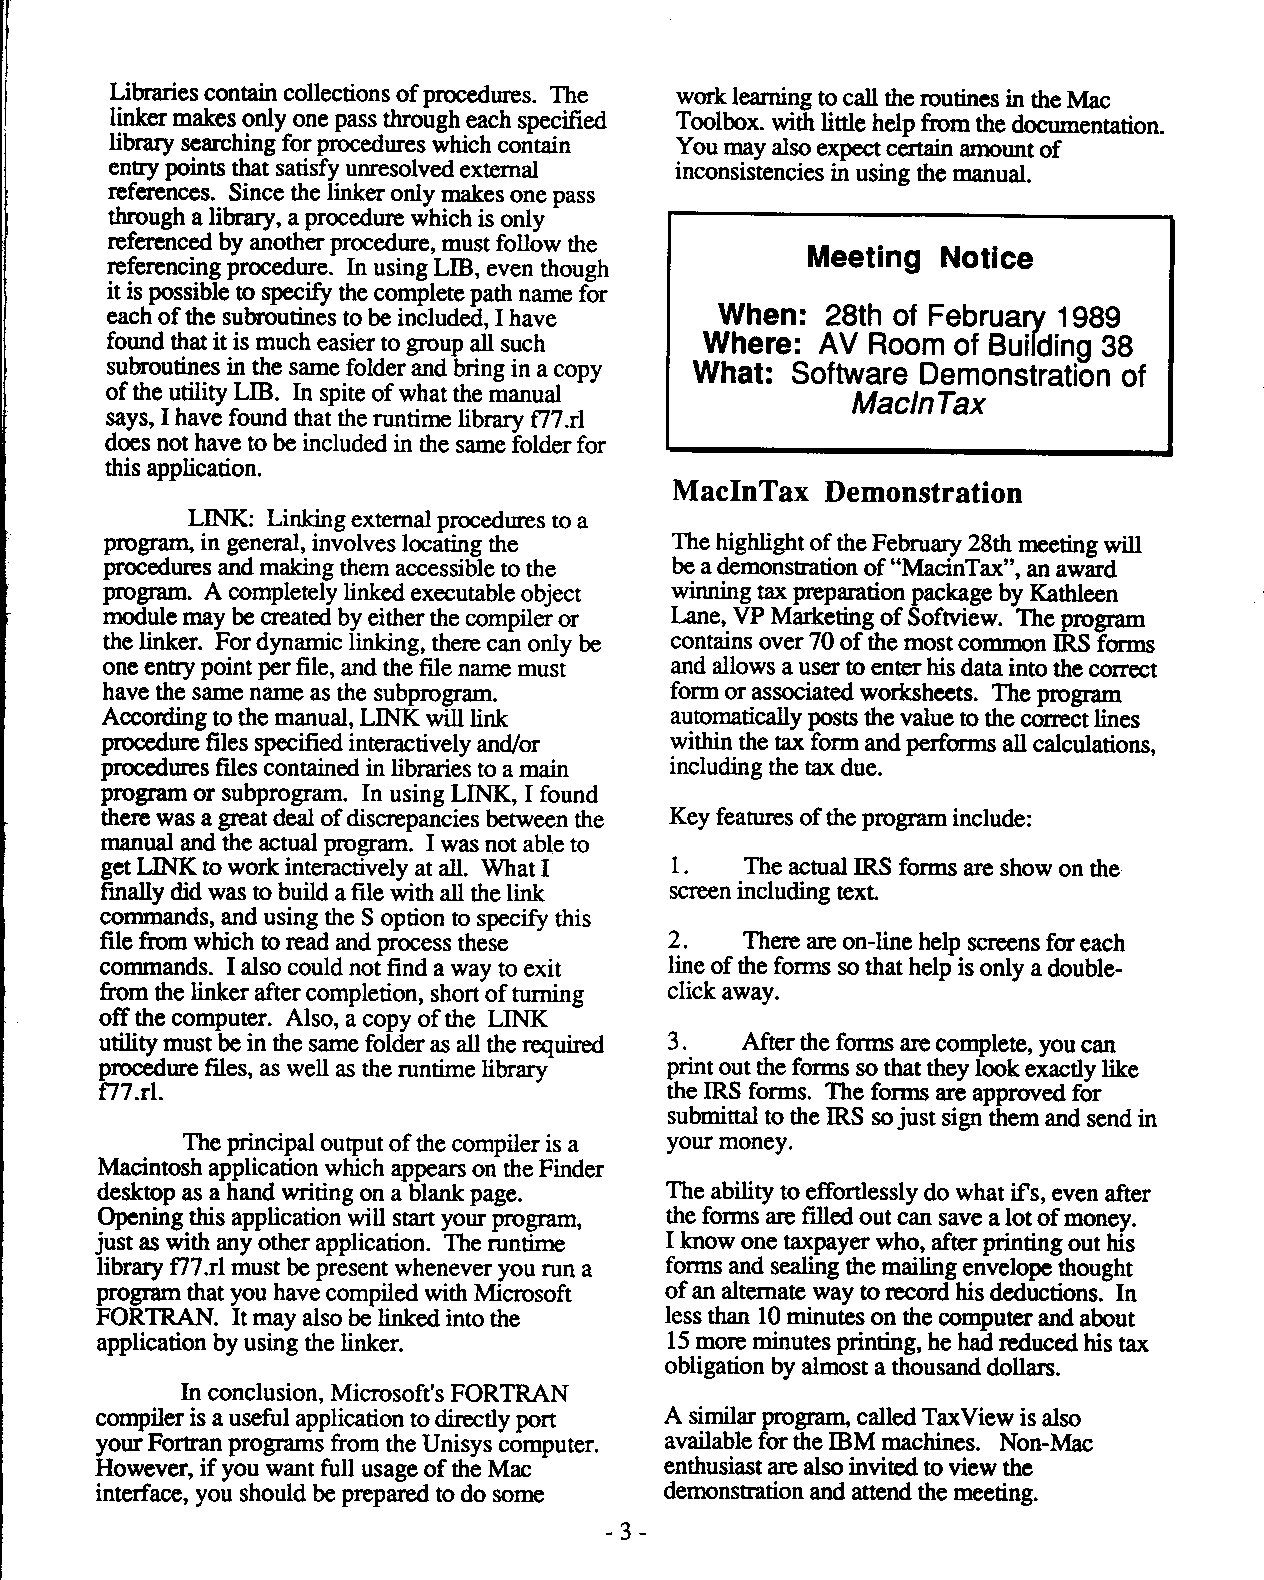 Libraries contain collections of procedures.  The
linker makes only one pass through each specified
library searching for procedures which contain
entry points that satisfy unresolved external
references.  Since the linker only makes one pass
through a library, a procedure which is only
referenced by another procedure, must follow the
referencing procedure.  In using LIB, even though
it is possible to specify the complete path name for
each of the subroutines to be included, I have
found that it is much easier to group all such
subroutines in the same folder and bring in a copy
of the utility LIB.  In spite of what the manual
says, I have found that the runtime library f77.rl
does not have to be included in the same folder for
this application.
LINK:  Linking external procedures to a
program, in general, involves locating the
procedures and making them accessible to the
program.  A completely linked executable object
module may be created by either the compiler or
the linker.  For dynamic linking, there can only be
one entry point per file, and the file name must
have the same name as the subprogram.
According to the manual, LINK will link
procedure files specified interactively and/or
procedures files contained in libraries to a main
program or subprogram.  In using LINK, I found
there was a great deal of discrepancies between the
manual and the actual program.  I was not able to
get LINK to work interactively at all.  What I
finally did was to build a file with all the link
commands, and using the S option to specify this
file from which to read and process these
commands.  I also could not find a way to exit
from the linker after completion, short of turning
off the computer.  Also, a copy of the  LINK
utility must be in the same folder as all the required
procedure files, as well as the runtime library
f77.rl.
The principal output of the compiler is a
Macintosh application which appears on the Finder
desktop as a hand writing on a blank page.
Opening this application will start your program,
just as with any other application.  The runtime
library f77.rl must be present whenever you run a
program that you have compiled with Microsoft
FORTRAN.  It may also be linked into the
application by using the linker.
In conclusion, Microsoft's FORTRAN
compiler is a useful application to directly port
your Fortran programs from the Unisys computer.
However, if you want full usage of the Mac
interface, you should be prepared to do some
work learning to call the routines in the Mac
Toolbox. with little help from the documentation.
You may also expect certain amount of
inconsistencies in using the manual.
Meeting Notice
When: 28th of February 1989
Where: AV Room of Building 38
What: Software Demonstration of
MacInTax
MacInTax Demonstration
The highlight of the February 28th meeting will
be a demonstration of “MacinTax”, an award
winning tax preparation package by Kathleen
Lane, VP Marketing of Softview.  The program
contains over 70 of the most common IRS forms
and allows a user to enter his data into the correct
form or associated worksheets.  The program
automatically posts the value to the correct lines
within the tax form and performs all calculations,
including the tax due.
Key features of the program include:
1. The actual IRS forms are show on the
screen including text.
2. There are on-line help screens for each
line of the forms so that help is only a double-
click away.
3. After the forms are complete, you can
print out the forms so that they look exactly like
the IRS forms.  The forms are approved for
submittal to the IRS so just sign them and send in
your money.
The ability to effortlessly do what if's, even after
the forms are filled out can save a lot of money.
I know one taxpayer who, after printing out his
forms and sealing the mailing envelope thought
of an alternate way to record his deductions.  In
less than 10 minutes on the computer and about
15 more minutes printing, he had reduced his tax
obligation by almost a thousand dollars.
A similar program, called TaxView is also
available for the IBM machines.   Non-Mac
enthusiast are also invited to view the
demonstration and attend the meeting.
- 3 -